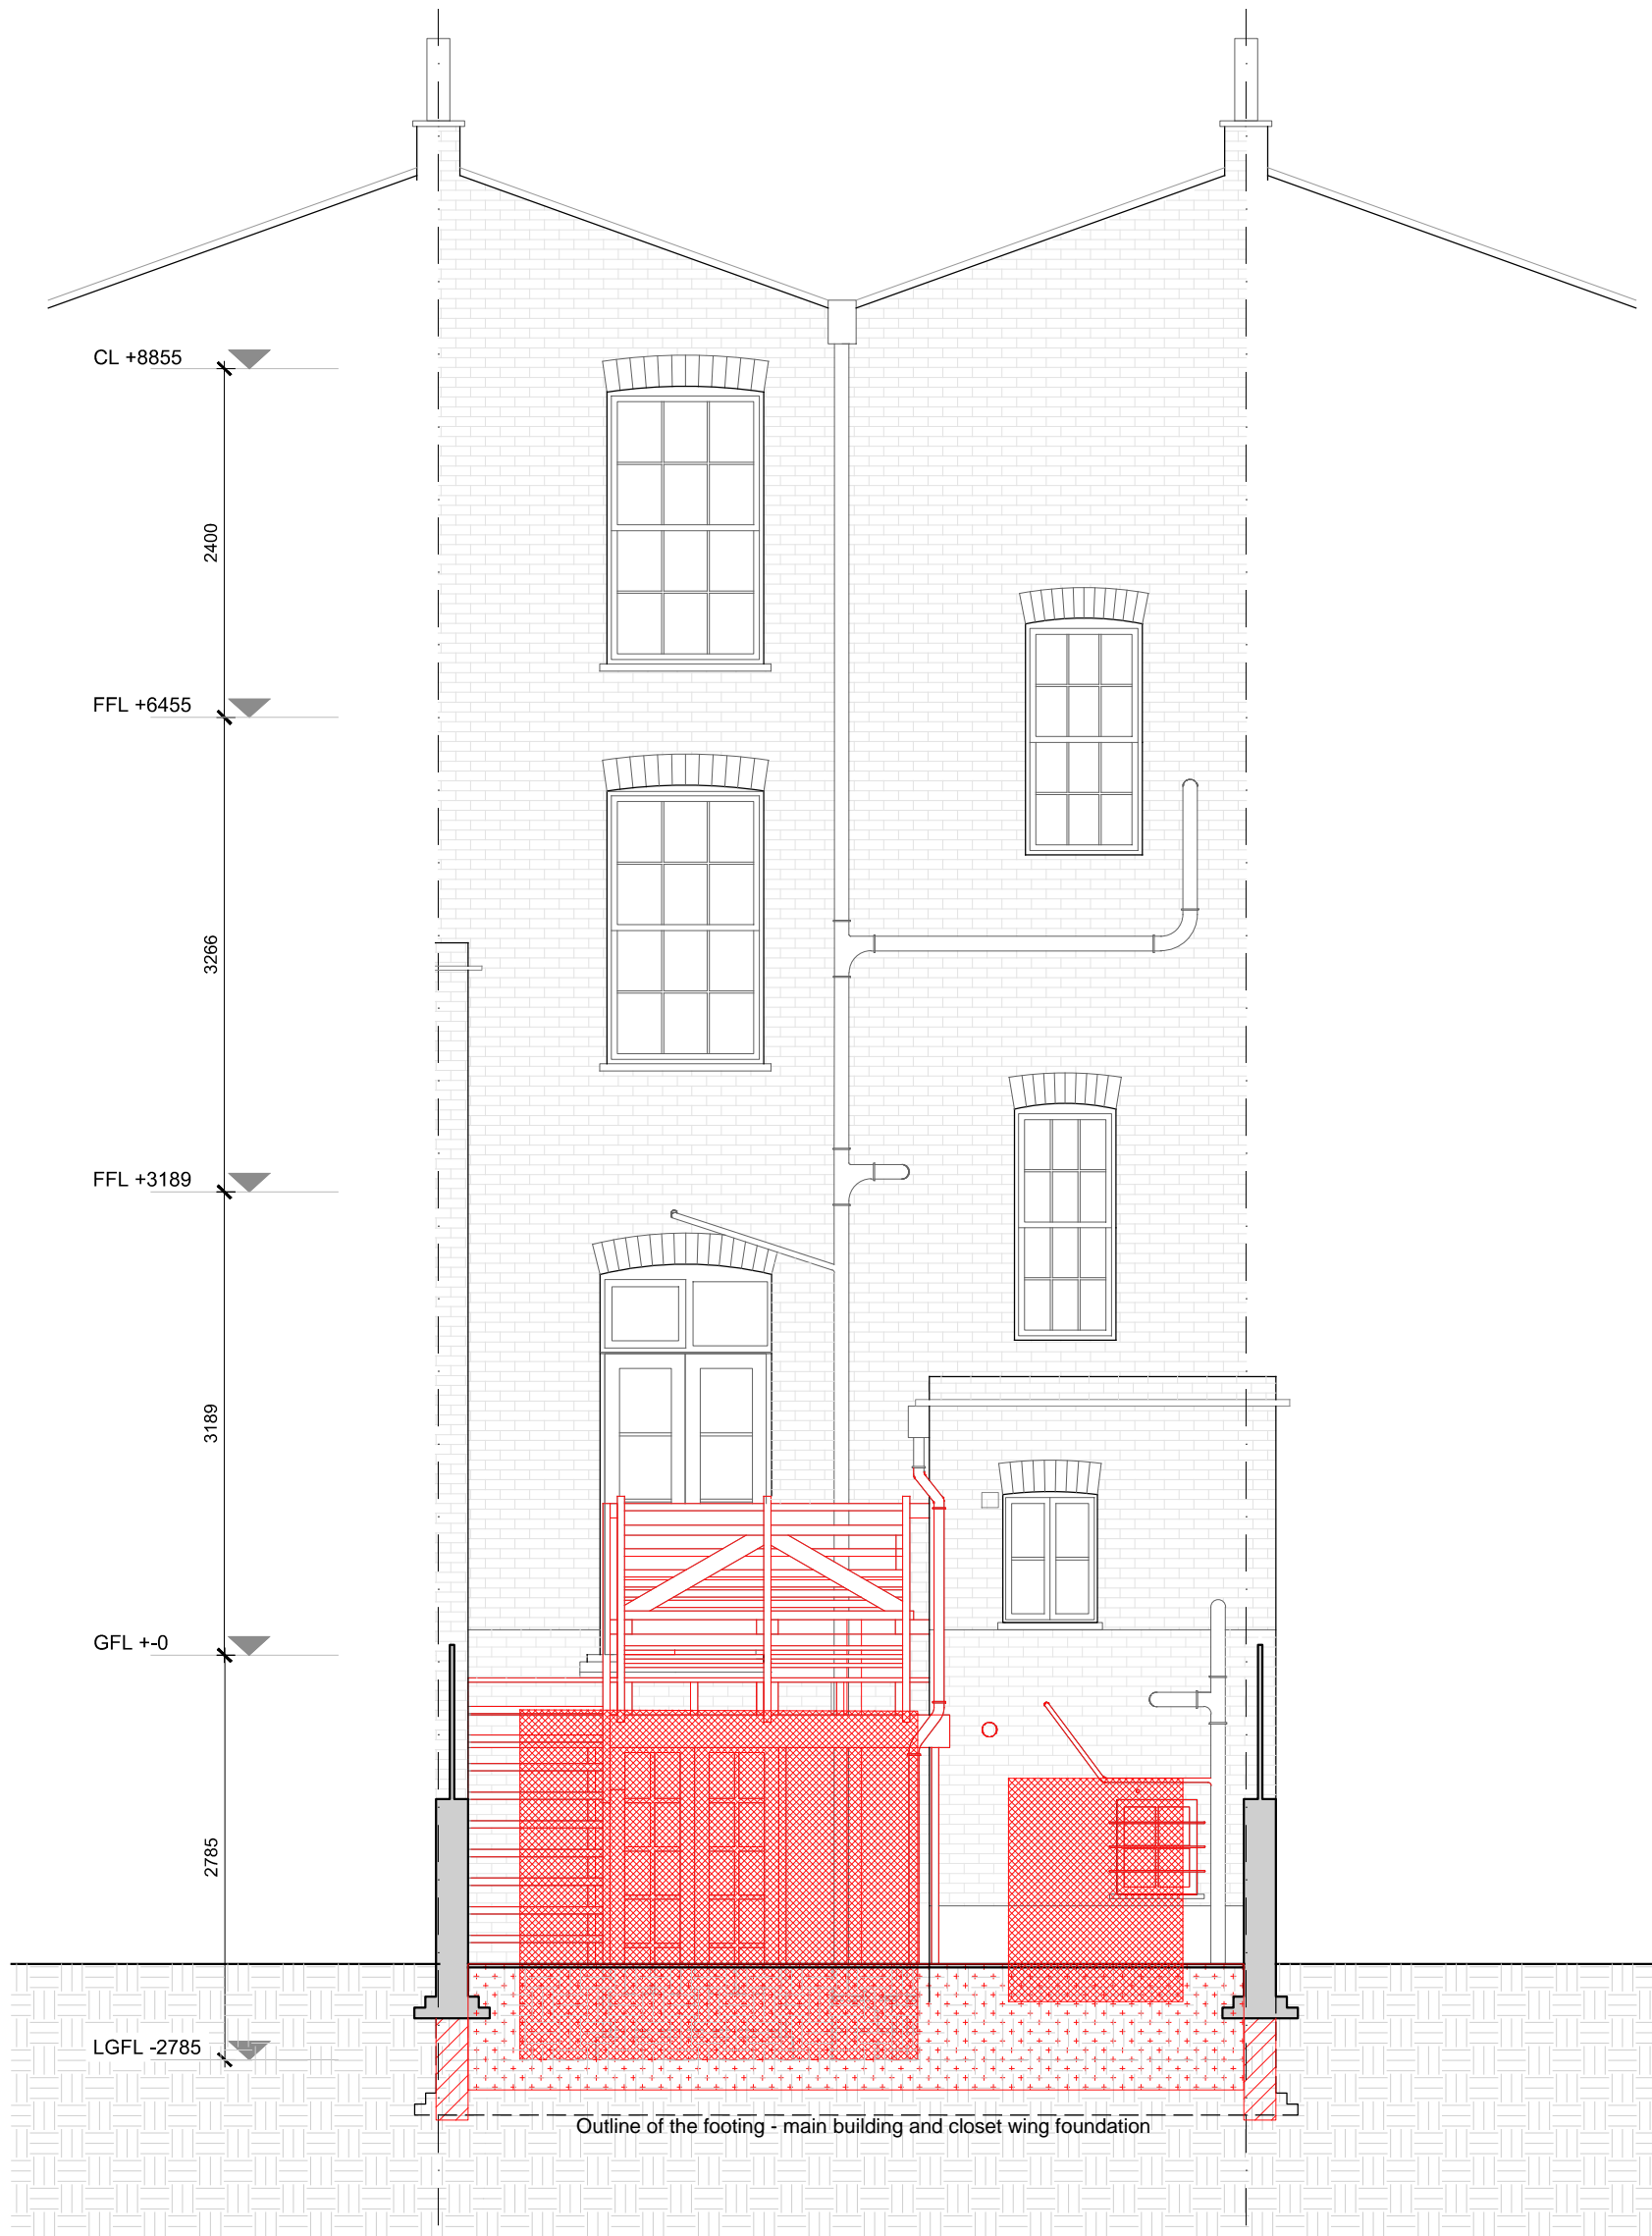 CL +8855
2400
FFL +6455
3266
FFL +3189
3189
GFL +-0
2785
LGFL -2785
Outline of the footing - main building and closet wing foundation